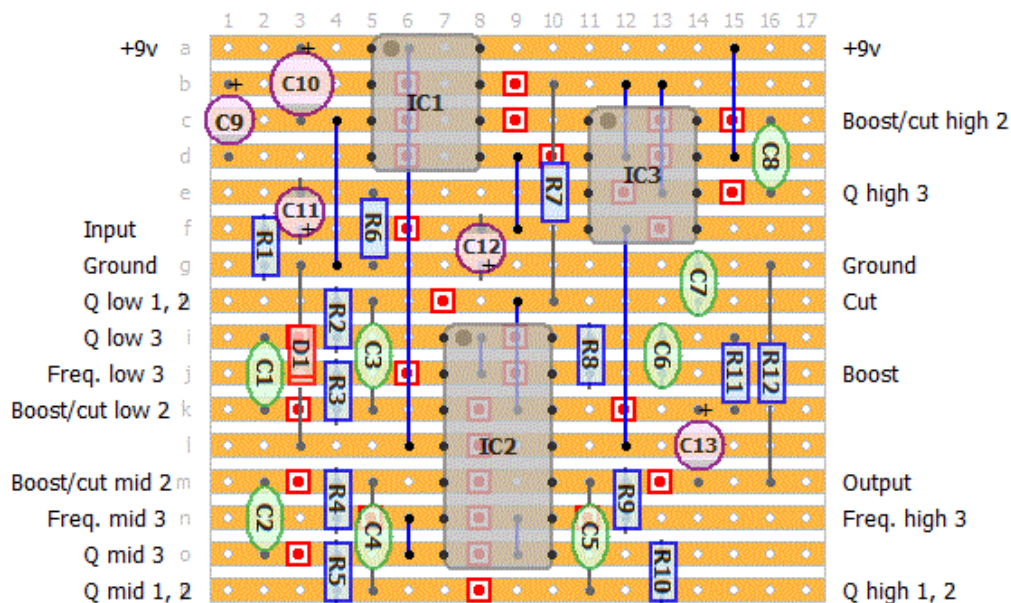 1 2 3 4 5 6 7 8 9 10 11 12 13 14 15 16 17
+9v a + IC1 +9v
b + C10
C9 c IC3 Boost/cut high 2
d C8
e C11 R7 Q high 3
Input f + R1 R6 C12
Ground g + C7 Ground
Q low 1, 2 R2 Cut
Q low 3 i D1 C3 R8 C6 R11 R12
Freq. low 3 j C1 R3 Boost
Boost/cut low 2 k +
l IC2 C13
Boost/cut mid 2 m R4 R9 Output
Freq. mid 3 n C2 C4 C5 Freq. high 3
Q mid 3 o R5 R10
Q mid 1, 2 Q high 1, 2